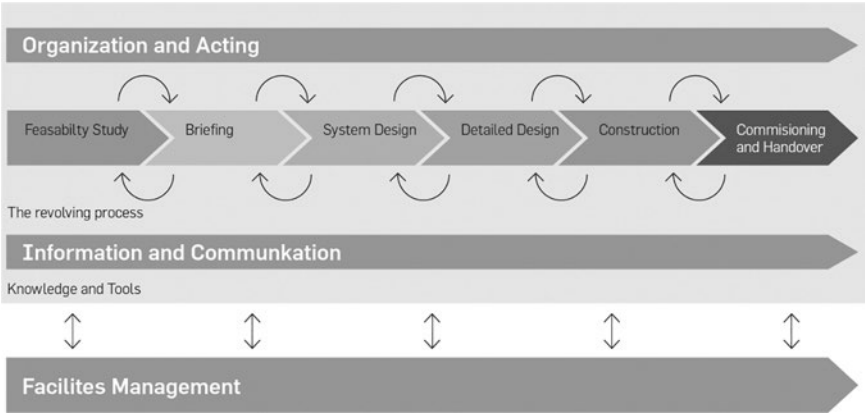 Organization and Acting
Feasabilty Study
Briefing
System Design
Detailed Design
Construction
Commisioning
and Handover
The revolving process
Information and Communkation
Knowledge and Tools
Facilites Management